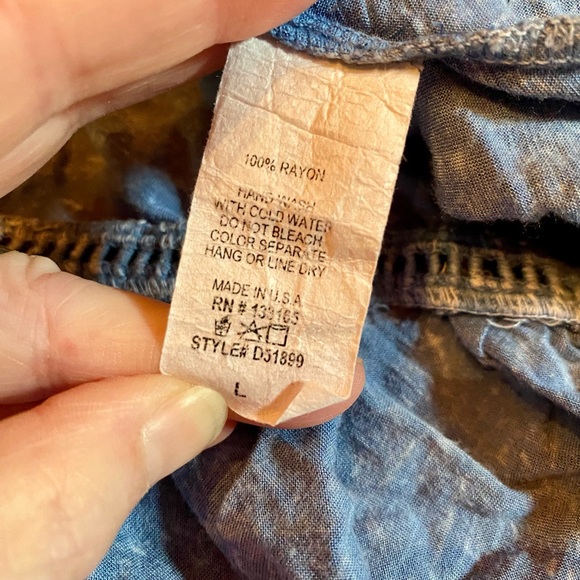 100% RAYON
HAND WASH
WITH COLD WATER
DO NOT BLEACH
COLOR SEPARATE
HANG OR LINE DRY
MADE IN U.S.A
RN # 133165
STYLE# D51899
L